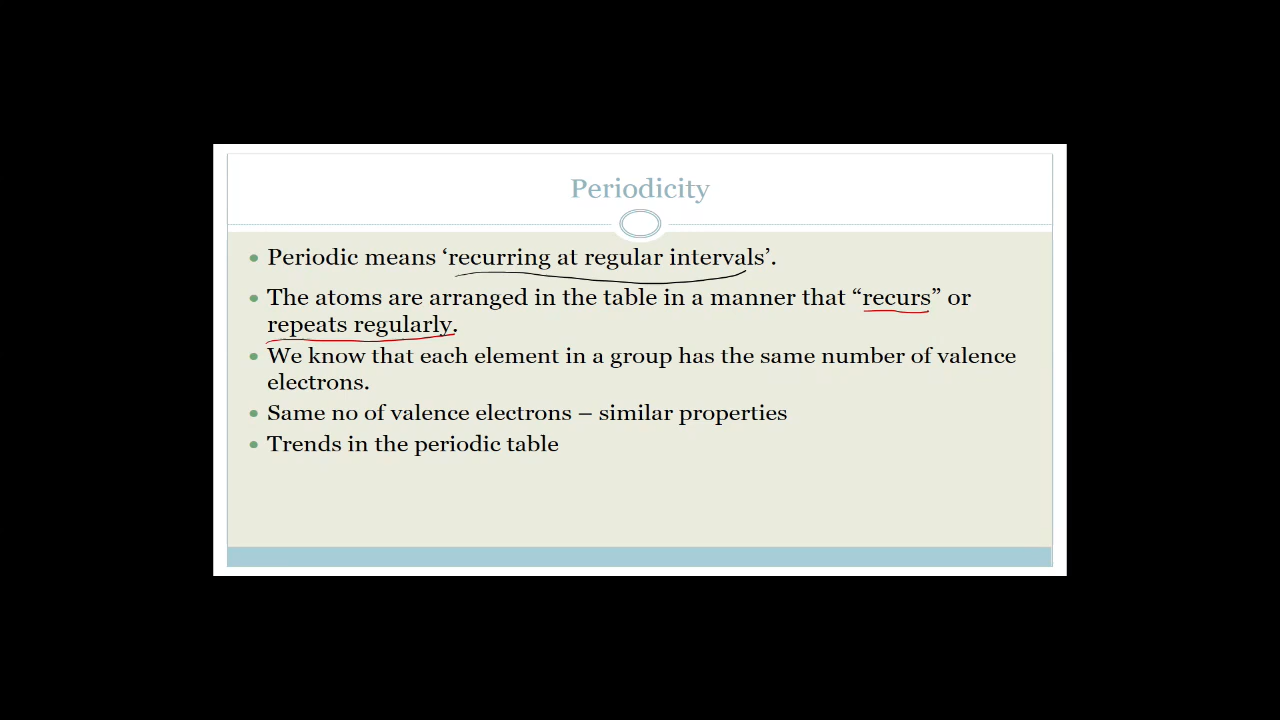 Periodicity
• Periodic means ‘recurring at regular intervals’.
• The atoms are arranged in the table in a manner that “recurs” or
repeats regularly.
• We know that each element in a group has the same number of valence
electrons.
• Same no of valence electrons – similar properties
• Trends in the periodic table